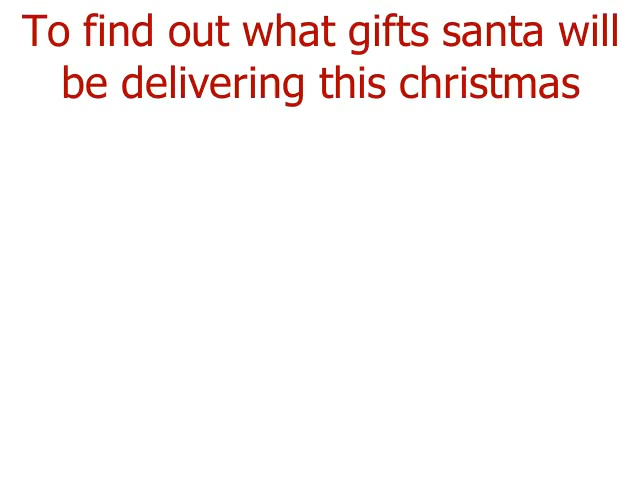 To find out what gifts santa will
be delivering this christmas